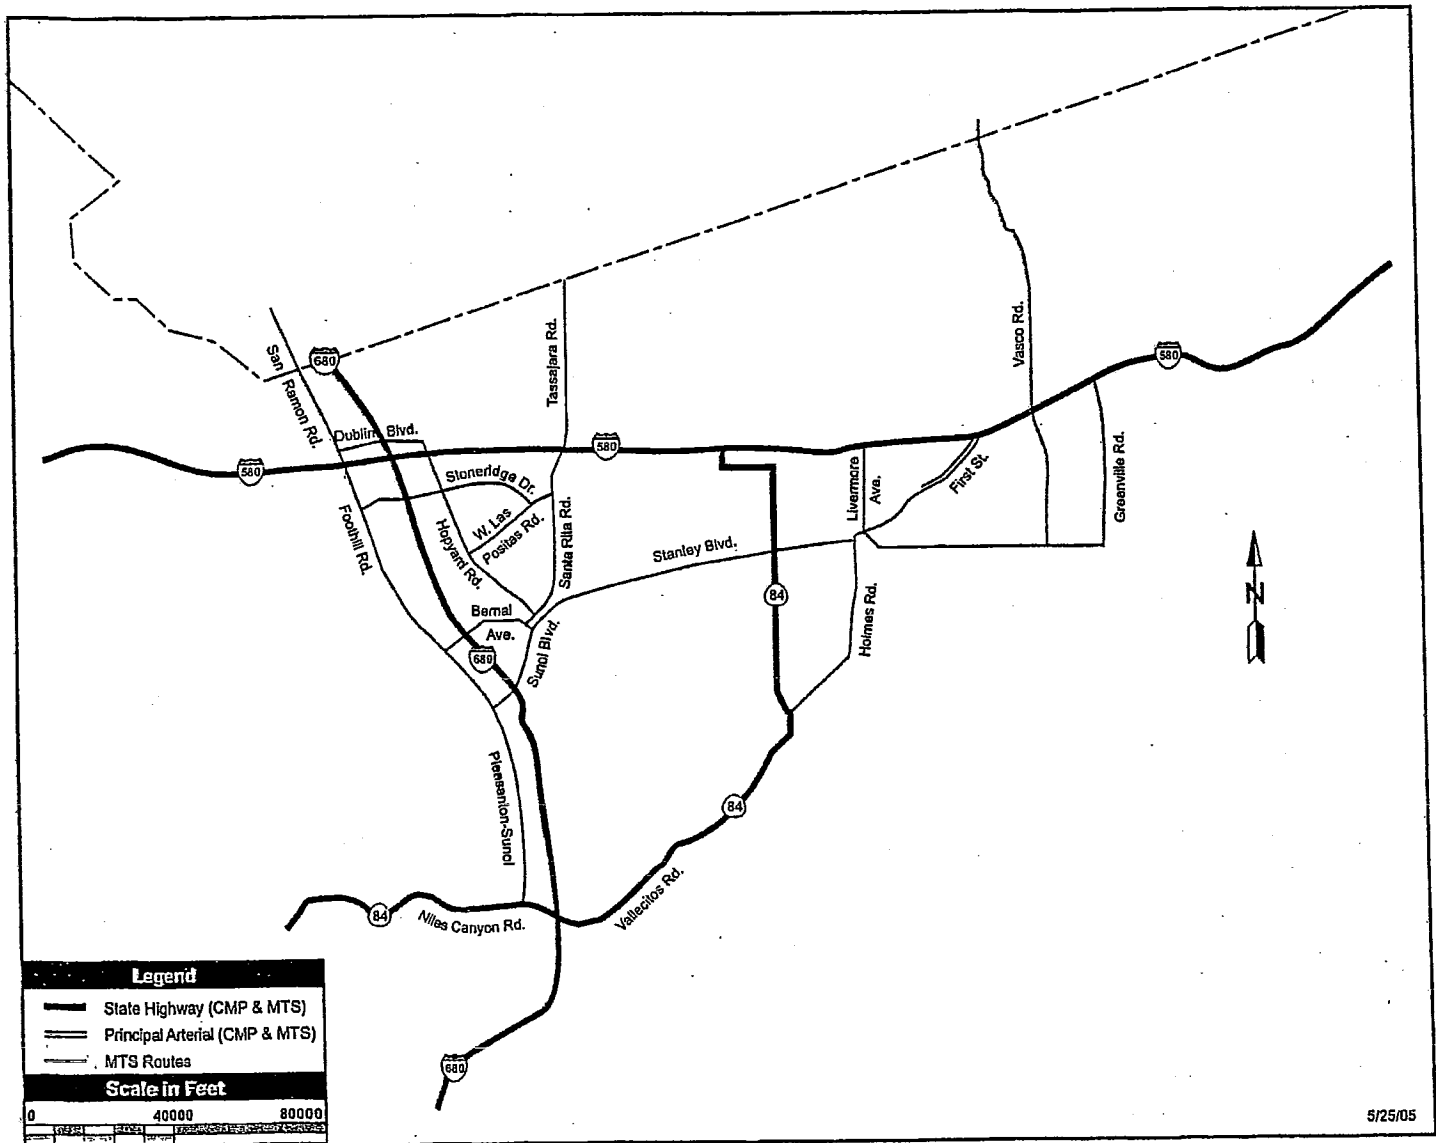 680
San Ramon Rd.
Tassajara Rd.
Vasco Rd.
580
Dublin Blvd.
580
580
Stoneridge Dr.
W. Las
Positas Rd.
Livermore
Ave.
First St.
Greenville Rd.
Foothill Rd.
Hopyard Rd.
Santa Rita Rd.
Stanley Blvd.
84
N
Bernal
Ave.
Sunol Blvd.
Holmes Rd.
680
Pleasanton-Sunol
84
Vallecitos Rd.
84
Niles Canyon Rd.
680
Legend
State Highway (CMP & MTS)
Principal Arterial (CMP & MTS)
MTS Routes
Scale in Feet
0 40000 80000
5/25/05